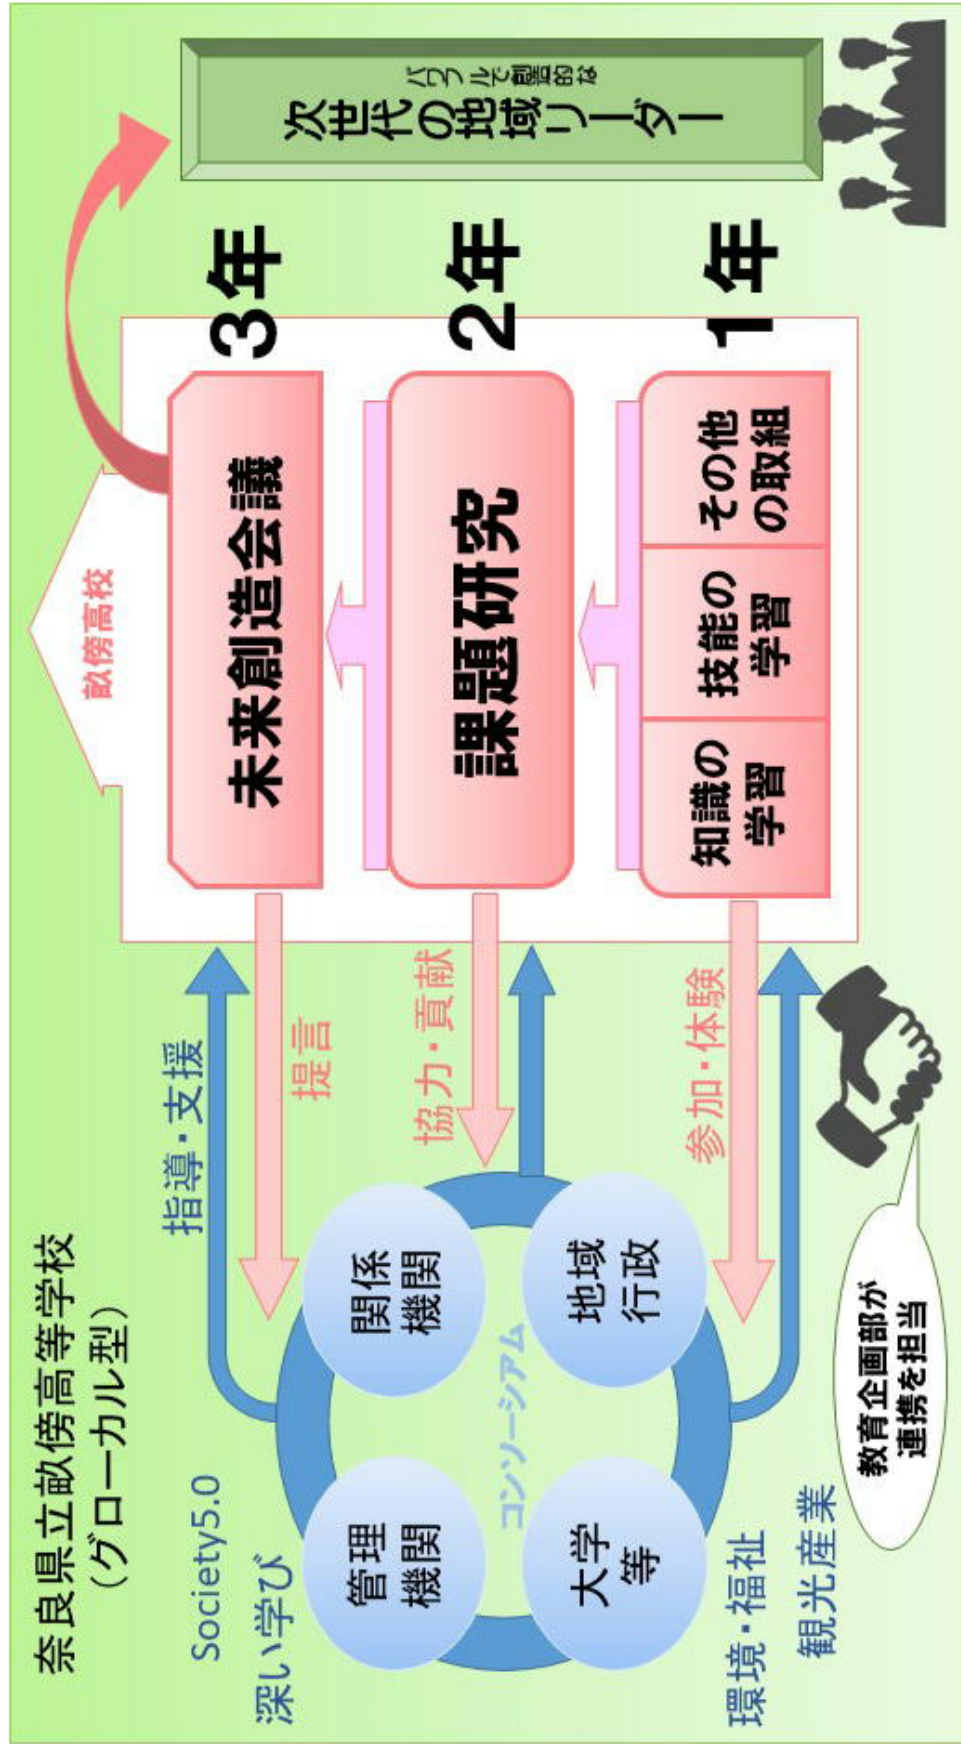 奈良県立畝傍高等学校
（グローカル型）
Society5.0
深い学び
環境・福祉
観光産業
管理
機関
関係
機関
コンソーシアム
大学
等
地域
行政
教育企画部が
連携を担当
指導・支援
提言
協力・貢献
参加・体験
畝傍高校
未来創造会議
3年
課題研究
2年
知識の
学習
技能の
学習
その他
の取組
1年
パワフルで創造的な
次世代の地域リーダー